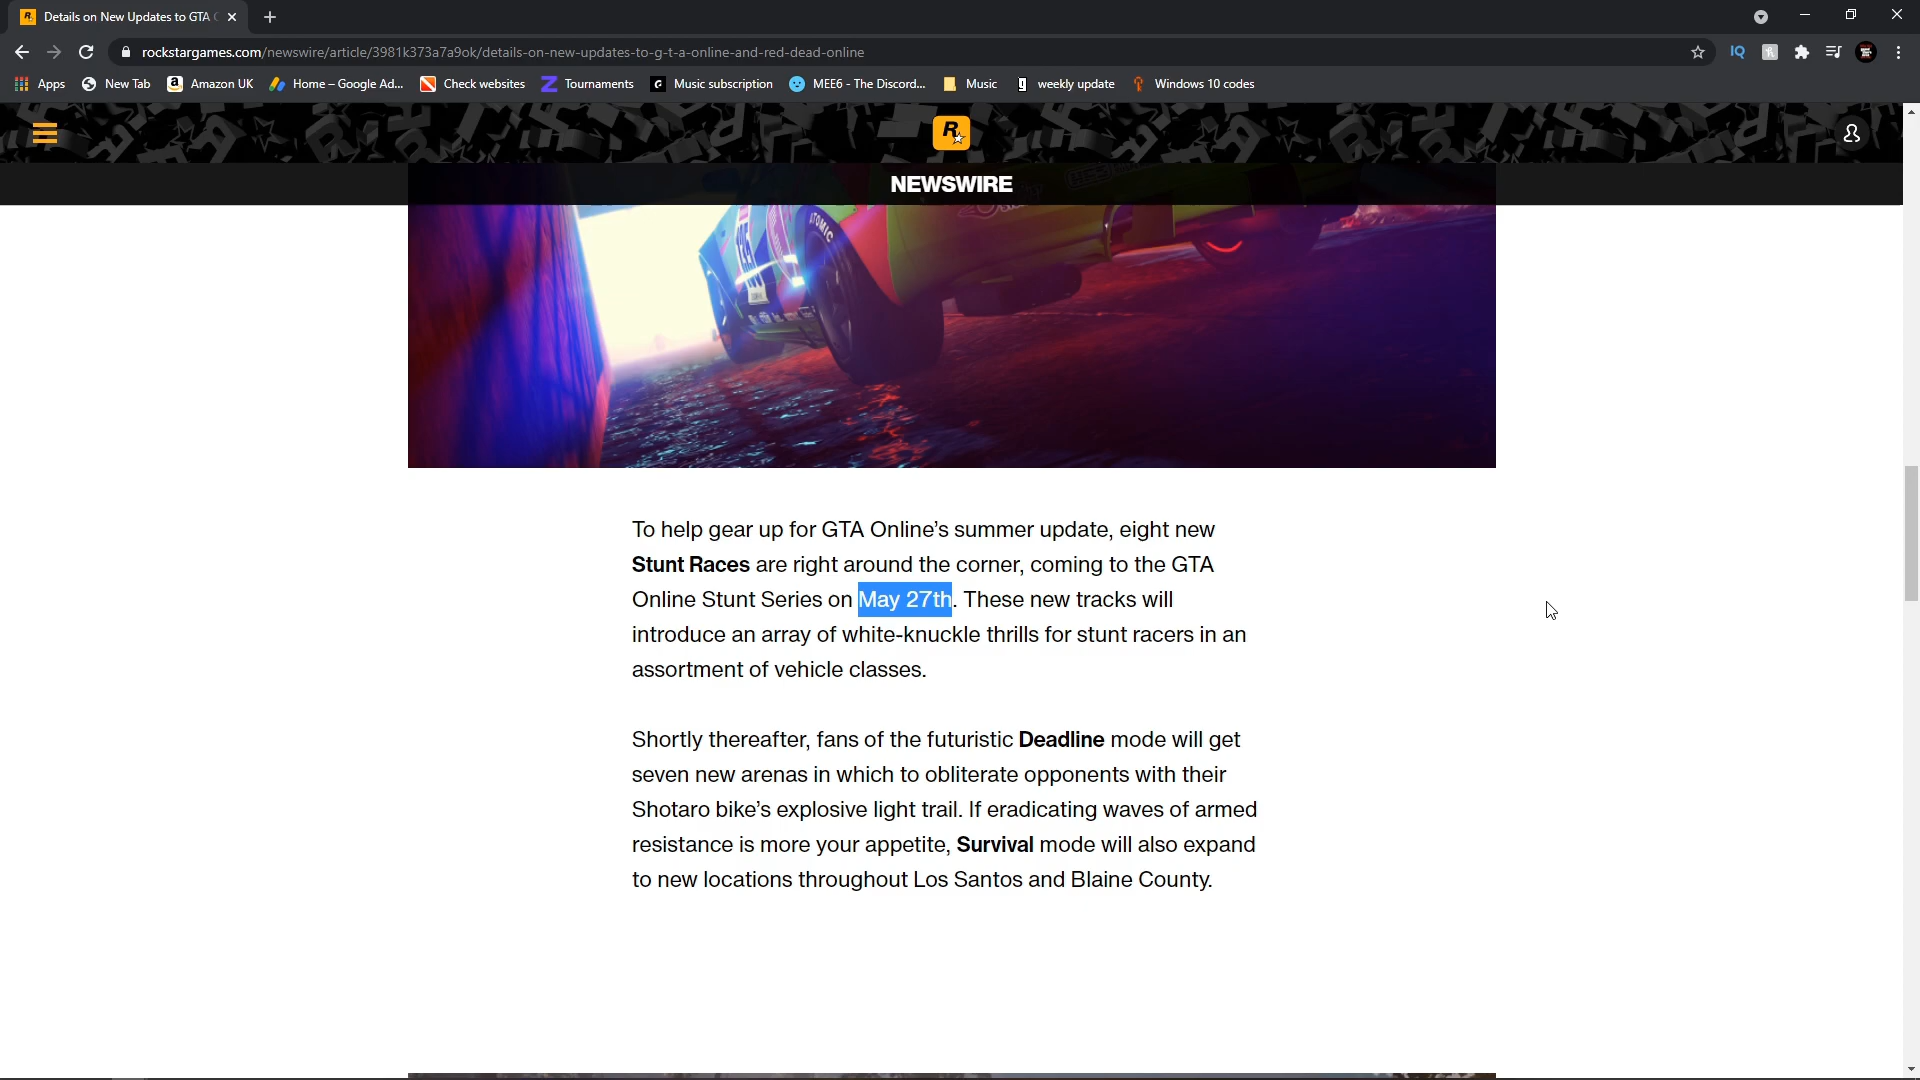 Details on New Updates to GTA
rockstargames.com/newswire/article/3981k373a7a9ok/details-on-new-updates-to-g-t-a-online-and-red-dead-online
IQ
Apps
New Tab
Amazon UK
Home – Google Ad...
Check websites
Tournaments
Music subscription
MEE6 - The Discord...
Music
weekly update
Windows 10 codes
R
NEWSWIRE
ATOMIC
To help gear up for GTA Online’s summer update, eight new
Stunt Races are right around the corner, coming to the GTA
Online Stunt Series on May 27th. These new tracks will
introduce an array of white-knuckle thrills for stunt racers in an
assortment of vehicle classes.
Shortly thereafter, fans of the futuristic Deadline mode will get
seven new arenas in which to obliterate opponents with their
Shotaro bike’s explosive light trail. If eradicating waves of armed
resistance is more your appetite, Survival mode will also expand
to new locations throughout Los Santos and Blaine County.